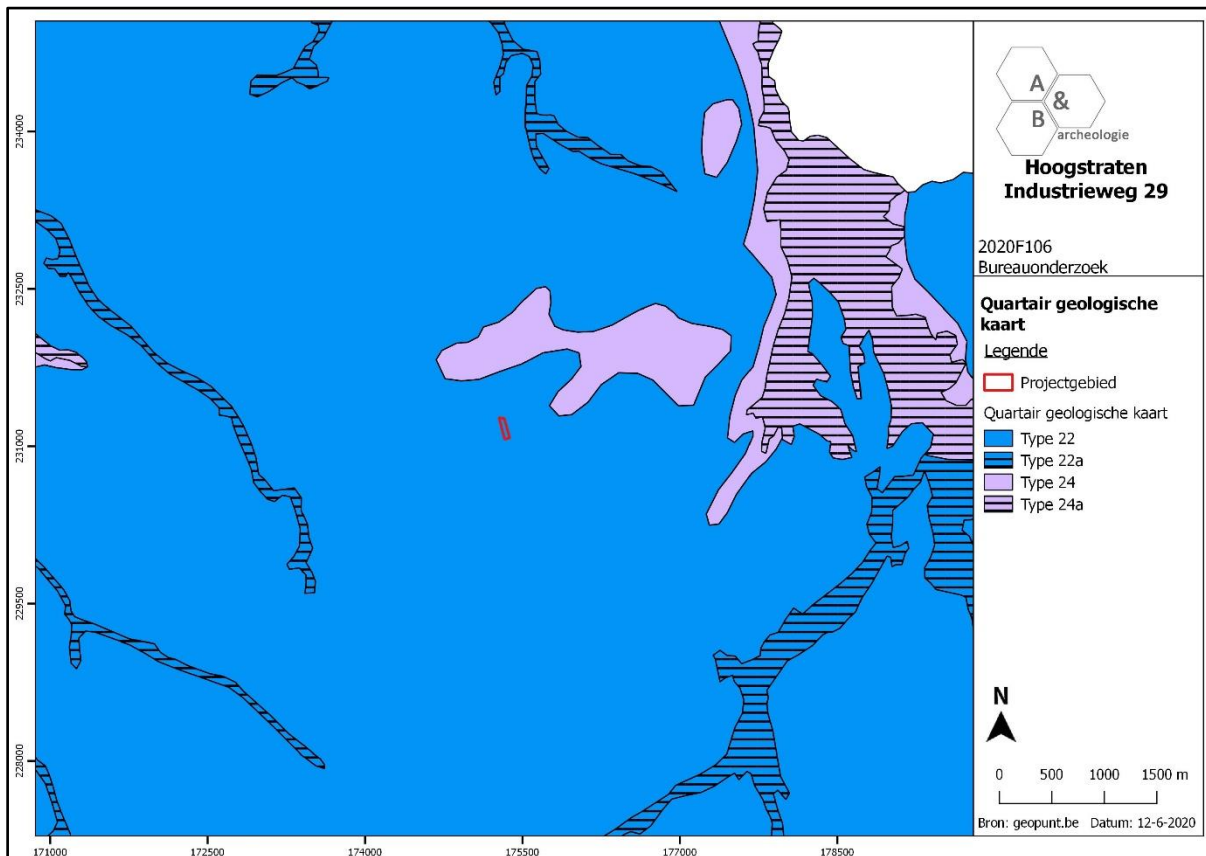 234000
232500
231000
229500
228000
171000
172500
174000
175500
177000
178500
A
&
B
archeologie
Hoogstraten
Industrieweg 29
2020F106
Bureauonderzoek
Quartair geologische
kaart
Legende
Projectgebied
Quartair geologische kaart
Type 22
Type 22a
Type 24
Type 24a
N
0 500 1000 1500 m
Bron: geopunt.be Datum: 12-6-2020